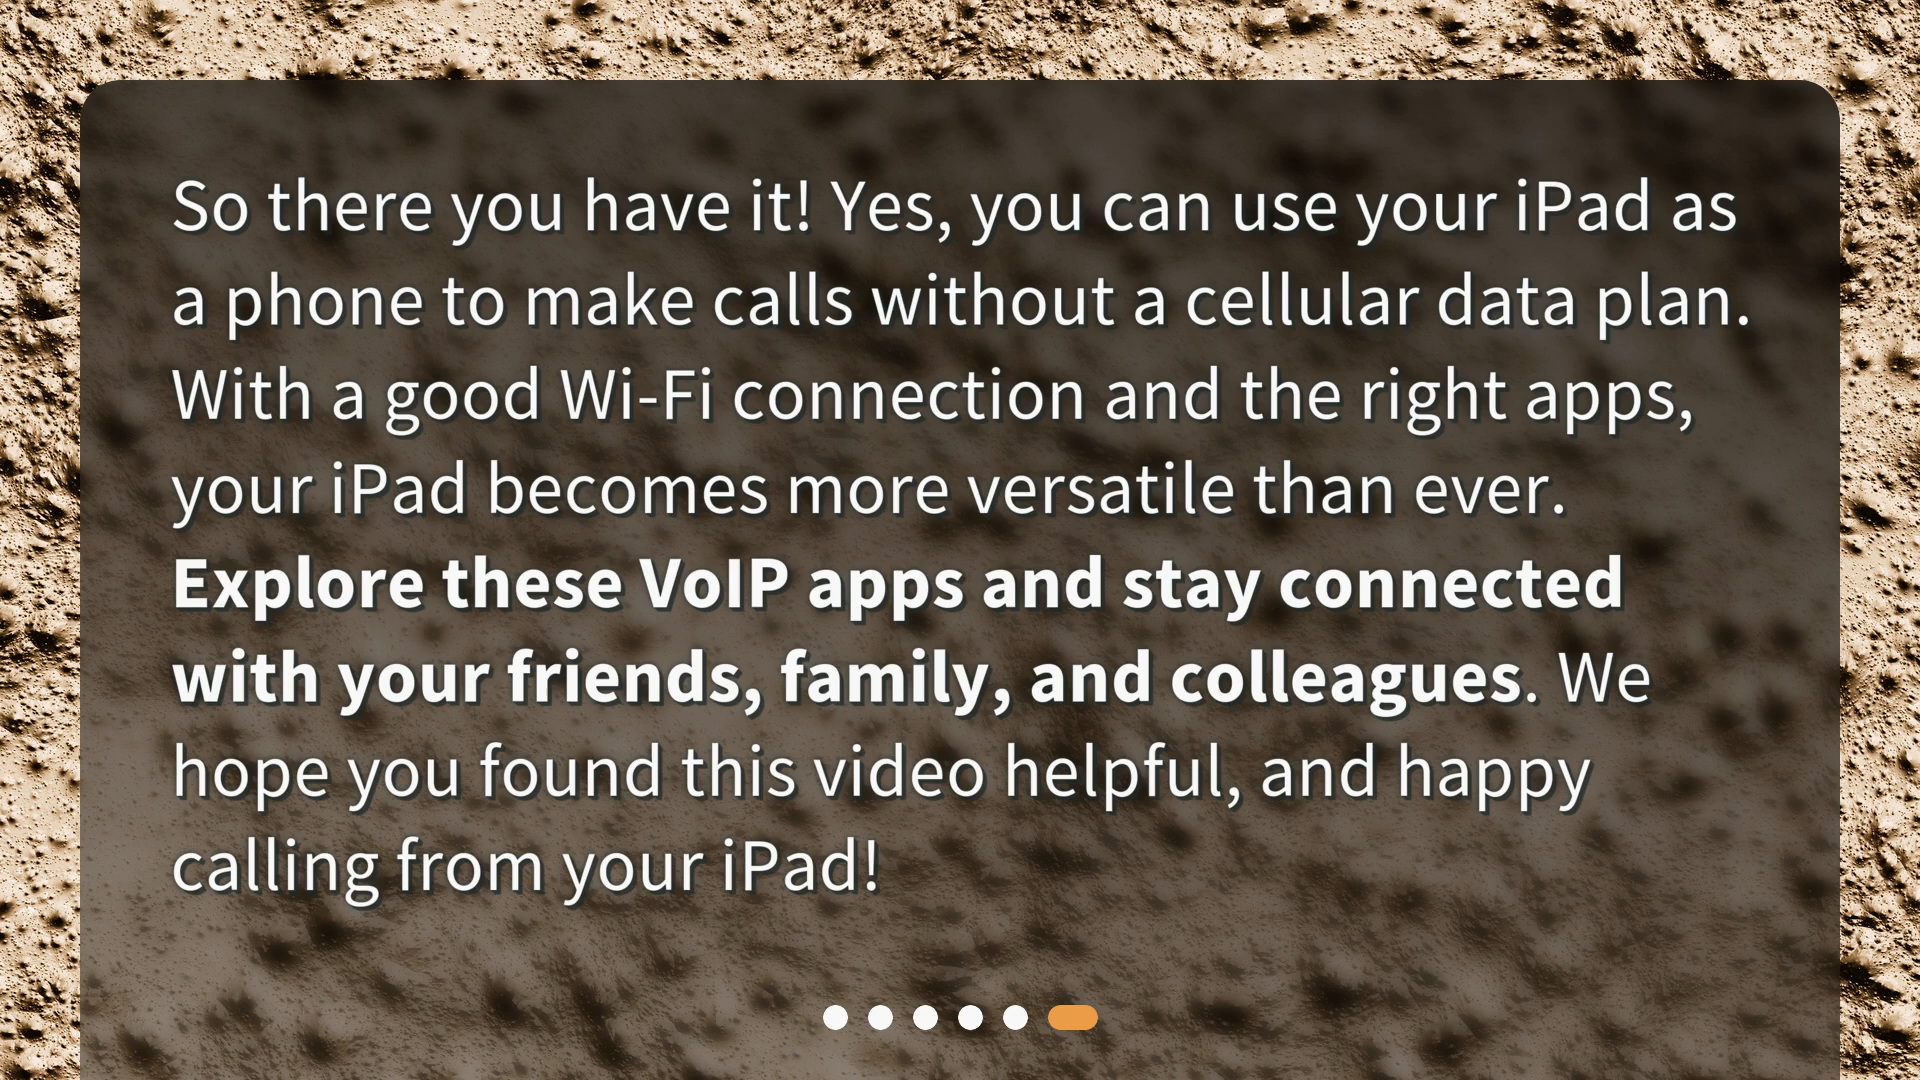 So there you have it! Yes, you can use your iPad as
a phone to make calls without a cellular data plan.
With a good Wi-Fi connection and the right apps,
your iPad becomes more versatile than ever.
Explore these VoIP apps and stay connected
with your friends, family, and colleagues. We
hope you found this video helpful, and happy
calling from your iPad!